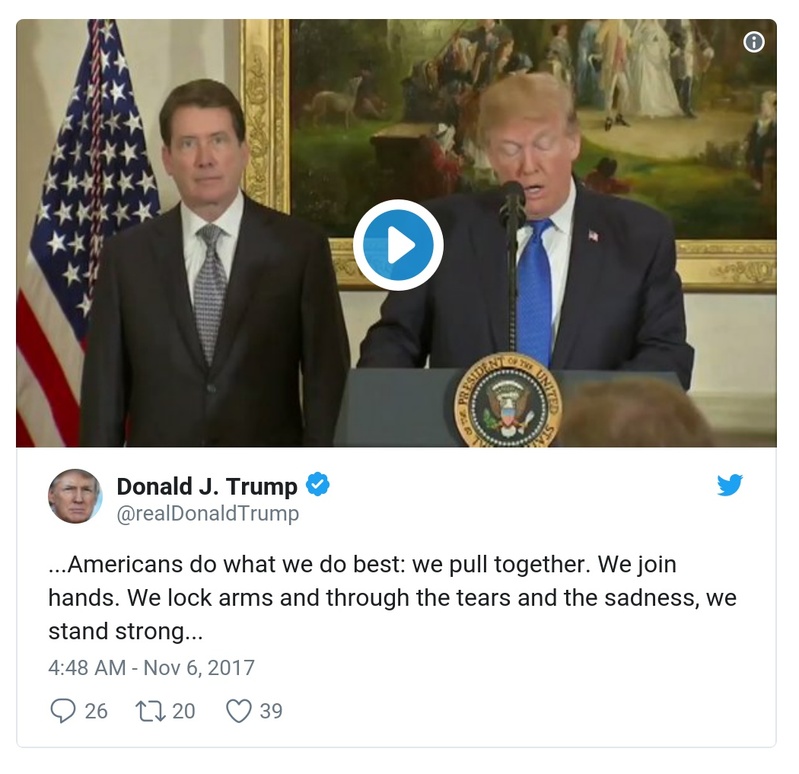 PRESIDENT OF THE UNITED
Donald J. Trump
@realDonaldTrump
...Americans do what we do best: we pull together. We join
hands. We lock arms and through the tears and the sadness, we
stand strong...
4:48 AM - Nov 6, 2017
26 20 39